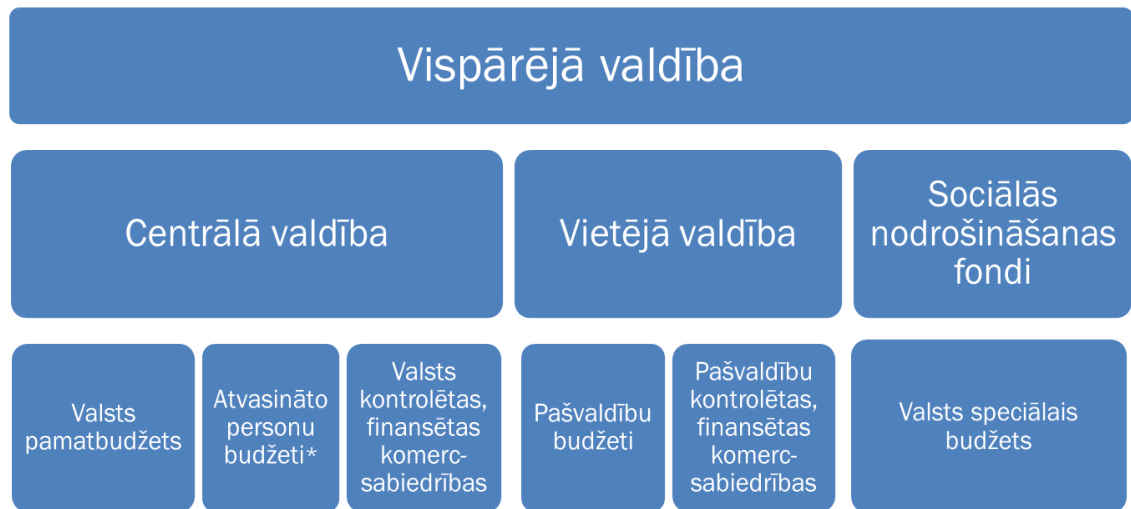 Vispārējā valdība
Centrālā valdība
Vietējā valdība
Sociālās
nodrošināšanas
fondi
Valsts
pamatbudžets
Atvasināto
personu
budžeti*
Valsts
kontrolētas,
finansētas
komerc-
sabiedrības
Pašvaldību
budžeti
Pašvaldību
kontrolētas,
finansētas
komerc-
sabiedrības
Valsts speciālais
budžets